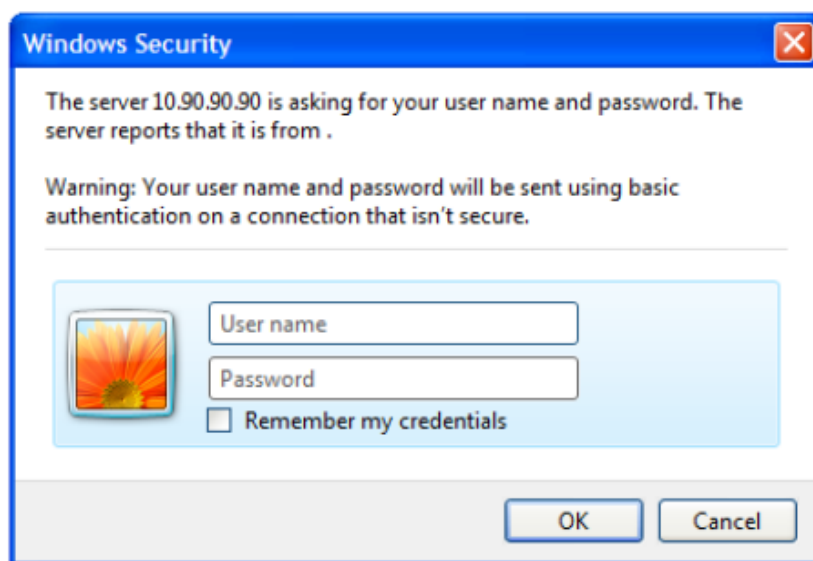 Windows Security
The server 10.90.90.90 is asking for your user name and password. The
server reports that it is from .
Warning: Your user name and password will be sent using basic
authentication on a connection that isn't secure.
User name
Password
Remember my credentials
OK
Cancel